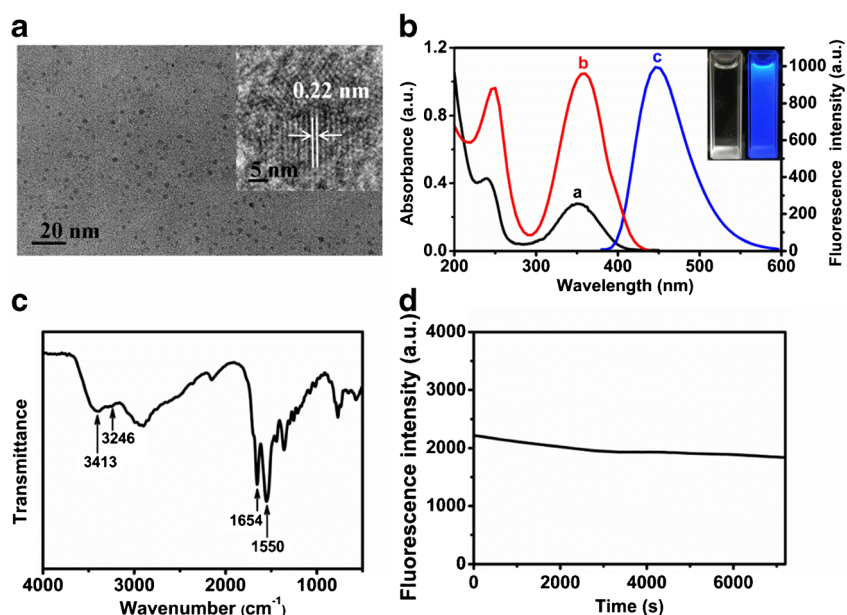 a
0.22 nm
5 nm
20 nm
b
Absorbance (a.u.)
1.2
0.8
0.4
0.0
b
c
a
1000
800
600
400
200
0
Fluorescence intensity (a.u.)
200 300 400 500 600
Wavelength (nm)
c
Transmittance
3413
3246
1654
1550
4000 3000 2000 1000
Wavenumber (cm-1)
d
Fluorescence intensity (a.u.)
4000
3000
2000
1000
0
0 2000 4000 6000
Time (s)